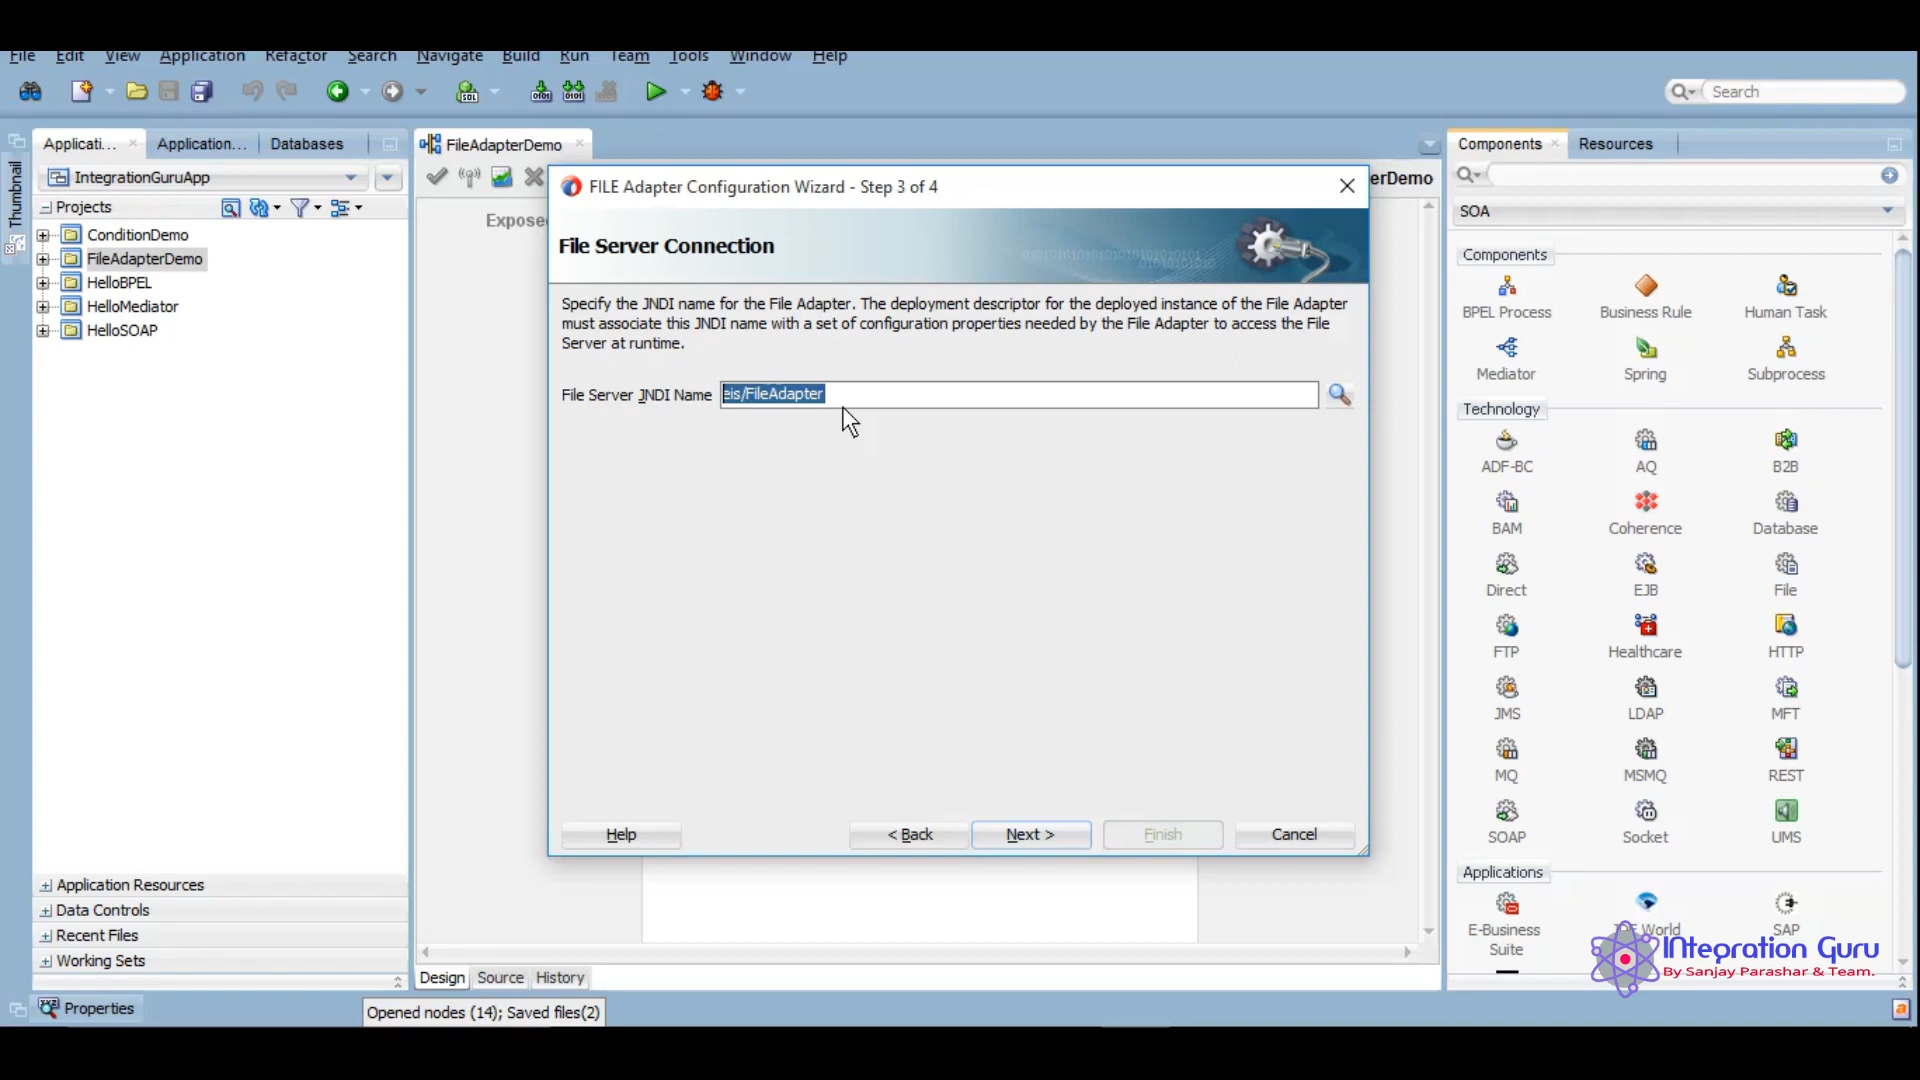 File Edit View Application Refactor Search Navigate Build Run Team Tools Window Help
Search
Thumbnail
Applicati... Application... Databases
IntegrationGuruApp
Projects
ConditionDemo
FileAdapterDemo
HelloBPEL
HelloMediator
HelloSOAP
Application Resources
Data Controls
Recent Files
Working Sets
Properties
FileAdapterDemo
erDemo
Expose
FILE Adapter Configuration Wizard - Step 3 of 4
File Server Connection
Specify the JNDI name for the File Adapter. The deployment descriptor for the deployed instance of the File Adapter
must associate this JNDI name with a set of configuration properties needed by the File Adapter to access the File
Server at runtime.
File Server JNDI Name eis/FileAdapter
Help < Back Next > Finish Cancel
Design Source History
Opened nodes (14); Saved files(2)
Components Resources
SOA
Components
BPEL Process Business Rule Human Task
Mediator Spring Subprocess
Technology
ADF-BC AQ B2B
BAM Coherence Database
Direct EJB File
FTP Healthcare HTTP
JMS LDAP MFT
MQ MSMQ REST
SOAP Socket UMS
Applications
E-Business World SAP
Suite
INtegration Guru
By Sanjay Parashar & Team.